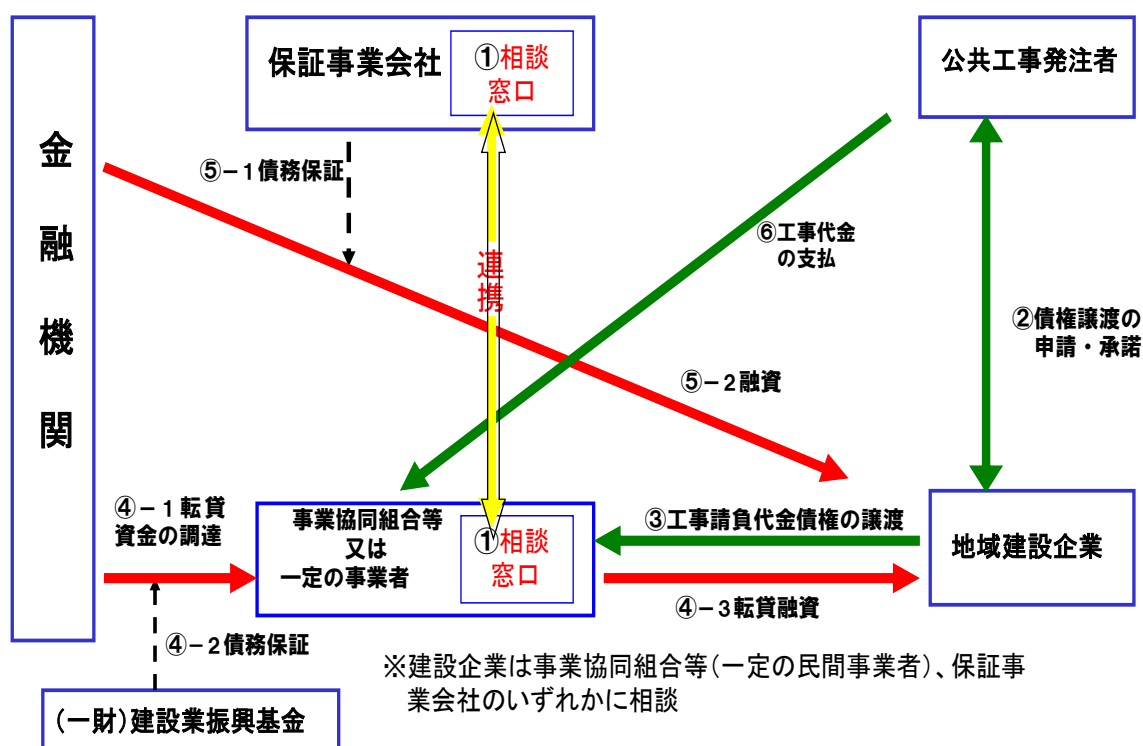 保証事業会社
①相談
窓口
公共工事発注者
金融機関
⑤－1債務保証
⑥工事代金
の支払
連携
②債権譲渡の
申請・承諾
⑤－2融資
④－1転貸
資金の調達
事業協同組合等
又は
一定の事業者
①相談
窓口
③工事請負代金債権の譲渡
地域建設企業
④－3転貸融資
④－2債務保証
※建設企業は事業協同組合等(一定の民間事業者)、保証事
業会社のいずれかに相談
(一財)建設業振興基金